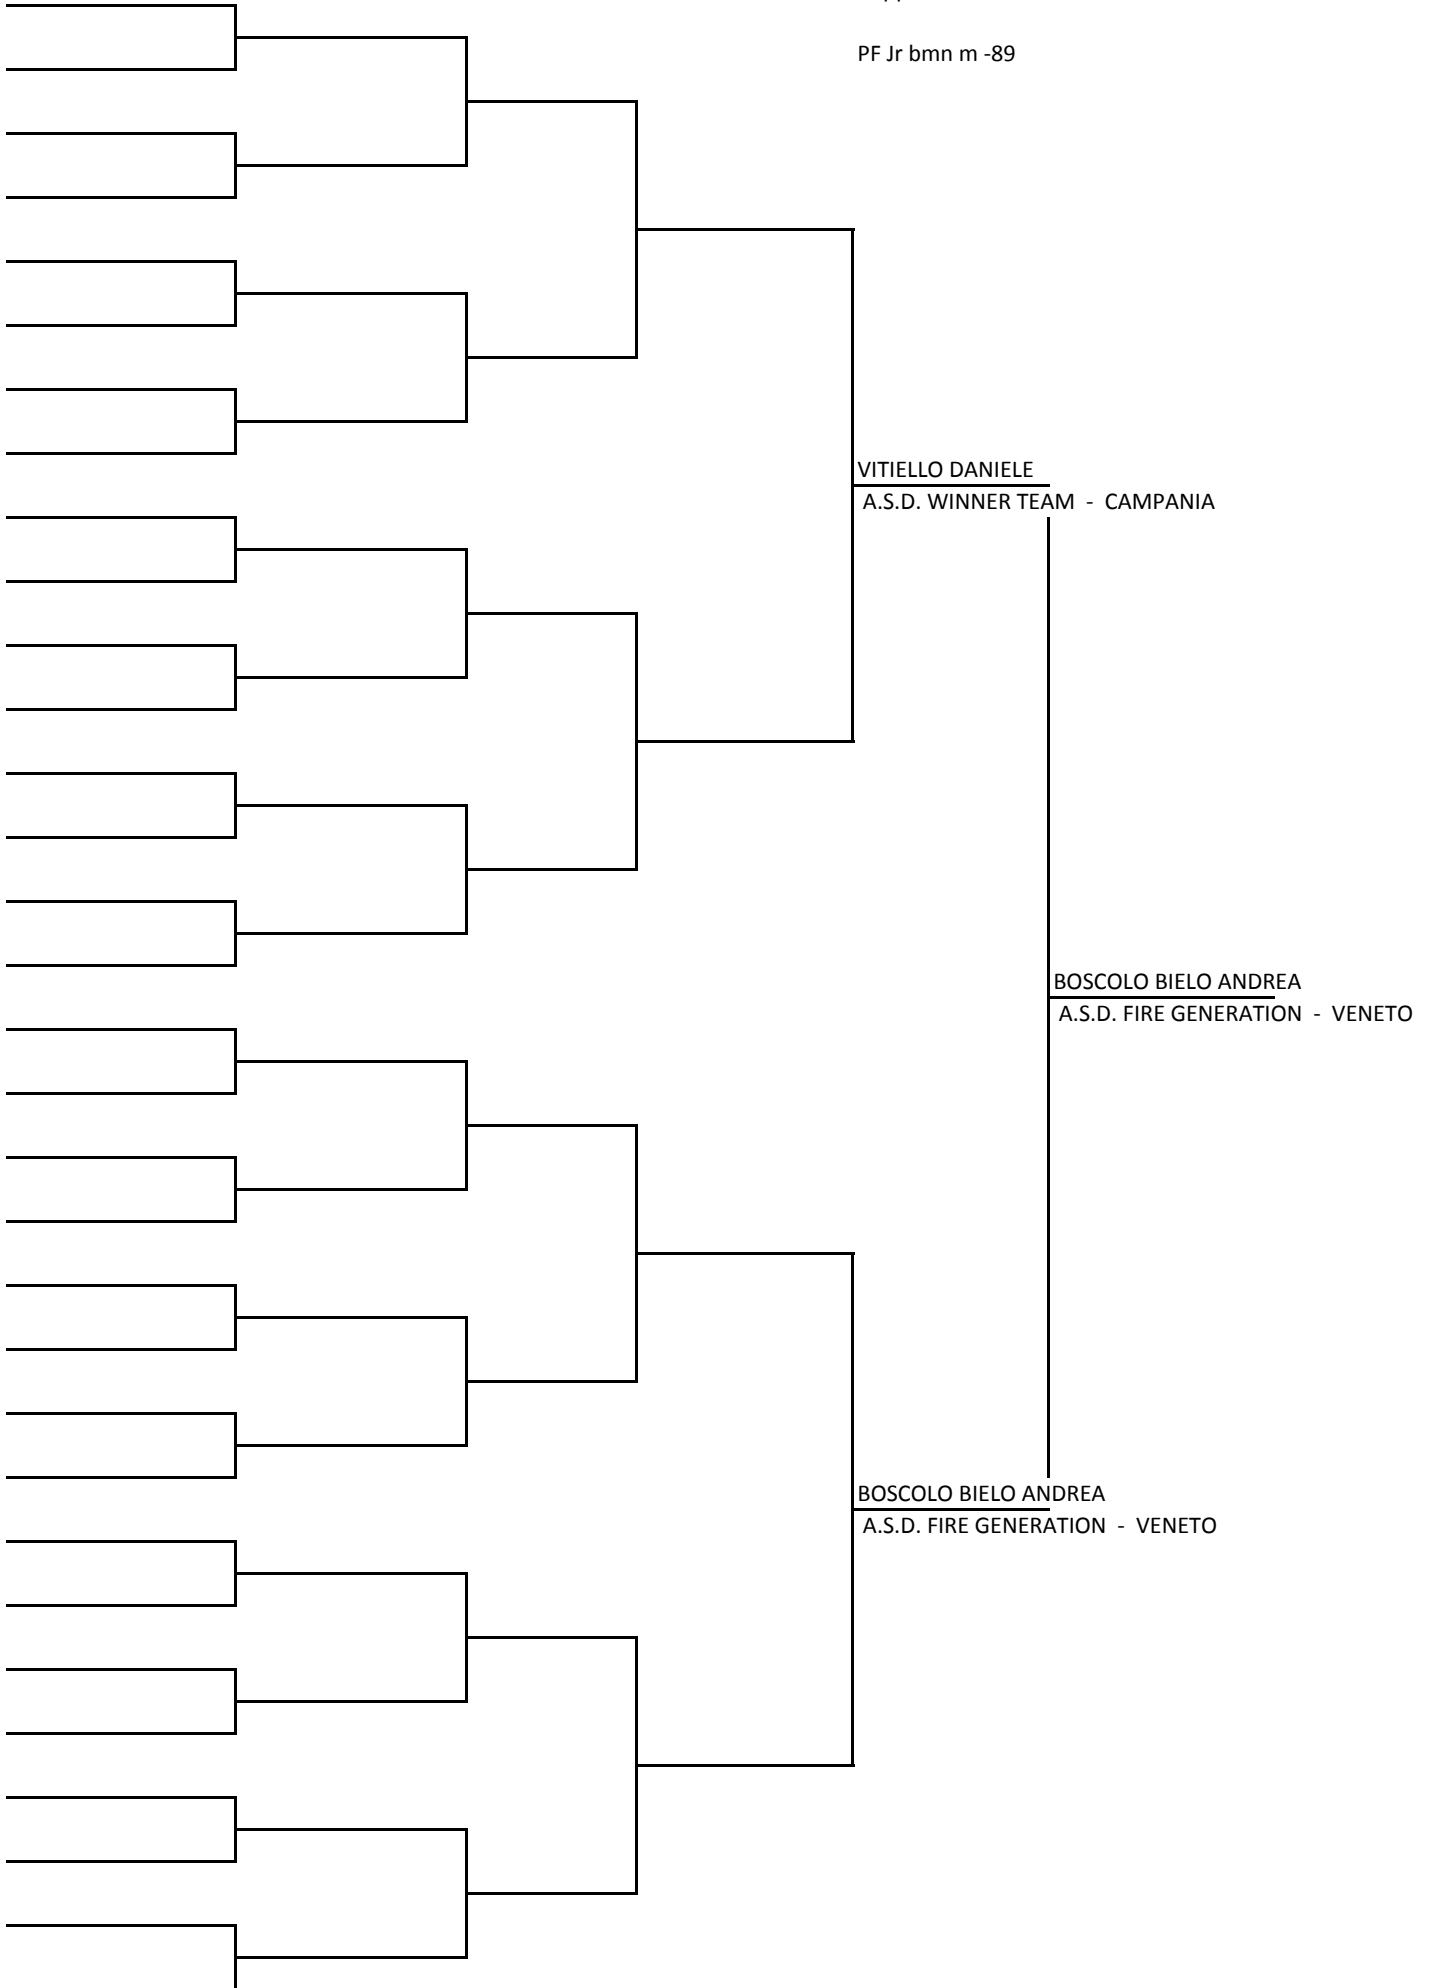 PF Jr bmn m -89
VITIELLO DANIELE
A.S.D. WINNER TEAM - CAMPANIA
BOSCOLO BIELO ANDREA
A.S.D. FIRE GENERATION - VENETO
BOSCOLO BIELO ANDREA
A.S.D. FIRE GENERATION - VENETO